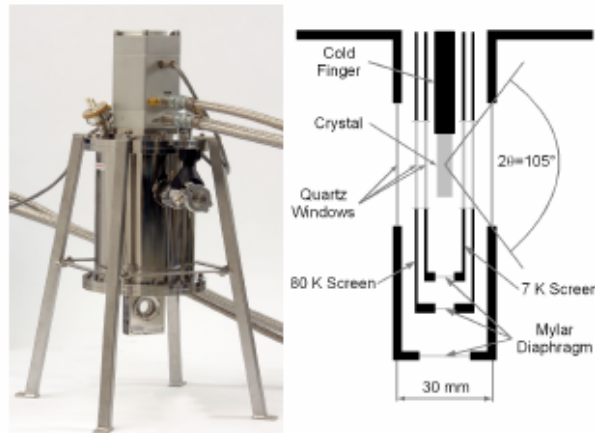 Cold
Finger
Crystal
2θ=105°
Quartz
Windows
80 K Screen
7 K Screen
Mylar
Diaphragm
30 mm